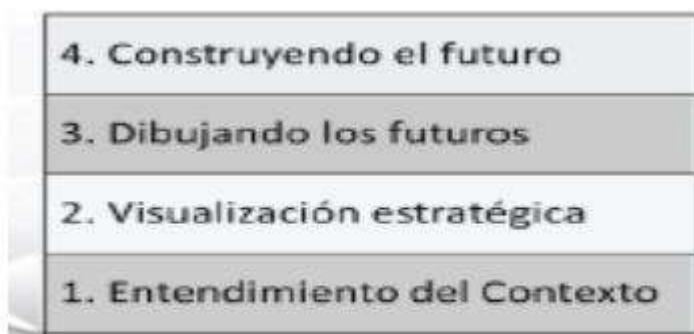 4. Construyendo el futuro
3. Dibujando los futuros
2. Visualización estratégica
1. Entendimiento del Contexto